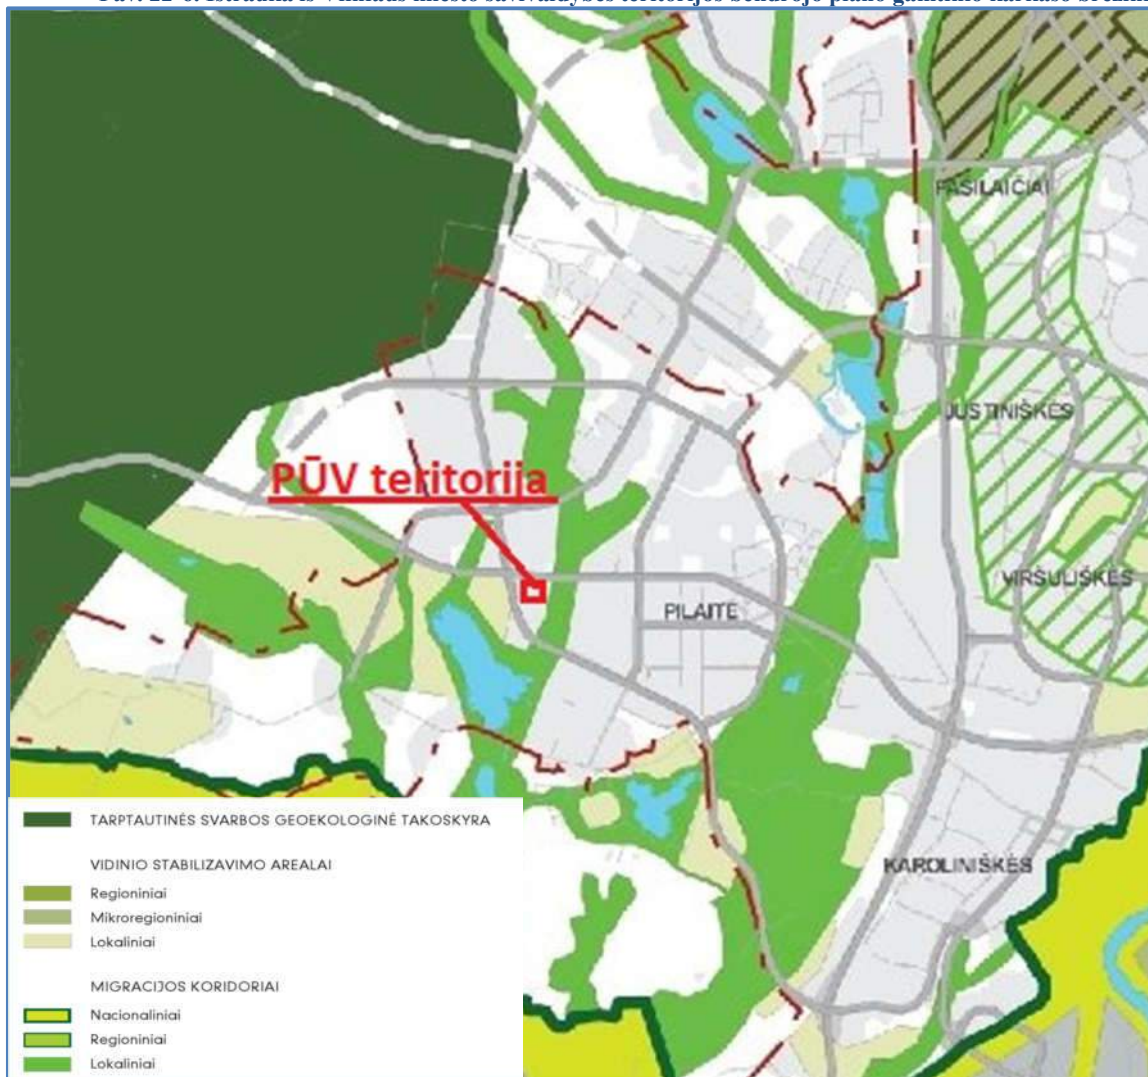 PAŠILAIČIAI
JUSTINIŠKĖS
PŪV teritorija
VIRŠULIŠKĖS
PILAITĖ
KAROLINIŠKĖS
TARPTAUTINĖS SVARBOS GEOEKOLOGINĖ TAKOSKYRA
VIDINIO STABILIZAVIMO AREALAI
Regioniniai
Mikroregioniniai
Lokaliniai
MIGRACIJOS KORIDORIAI
Nacionaliniai
Regioniniai
Lokaliniai